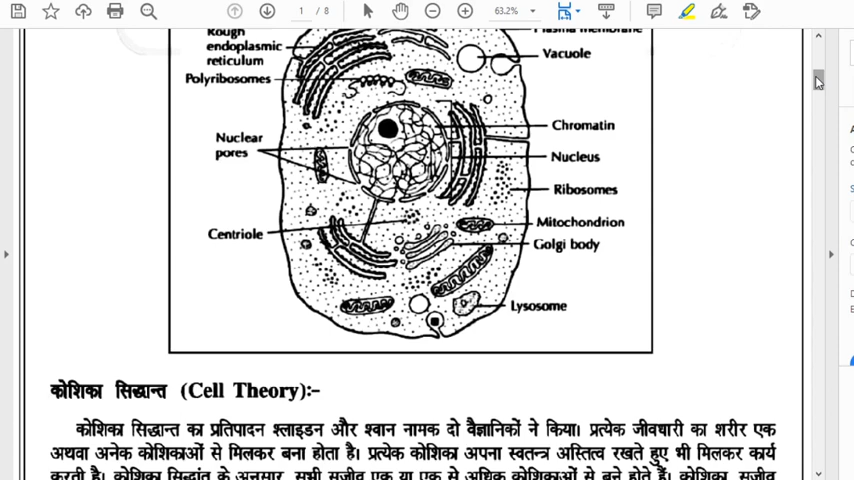 1 / 8
63.2%
Rough
endoplasmic
reticulum
Plasma membrane
Vacuole
Polyribosomes
Nuclear
pores
Chromatin
Nucleus
Ribosomes
Centriole
Mitochondrion
Golgi body
Lysosome
कोशिका सिद्धान्त (Cell Theory):-
कोशिका सिद्धान्त का प्रतिपादन श्लाइडन और श्वान नामक दो वैज्ञानिकों ने किया। प्रत्येक जीवधारी का शरीर एक
अथवा अनेक कोशिकाओं से मिलकर बना होता है। प्रत्येक कोशिका अपना स्वतन्त्र अस्तित्व रखते हुए भी मिलकर कार्य
करती है। कोशिका सिद्धांत के अनुसार, सभी सजीव एक या एक से अधिक कोशिकाओं से बने होते हैं। कोशिका, सजीव